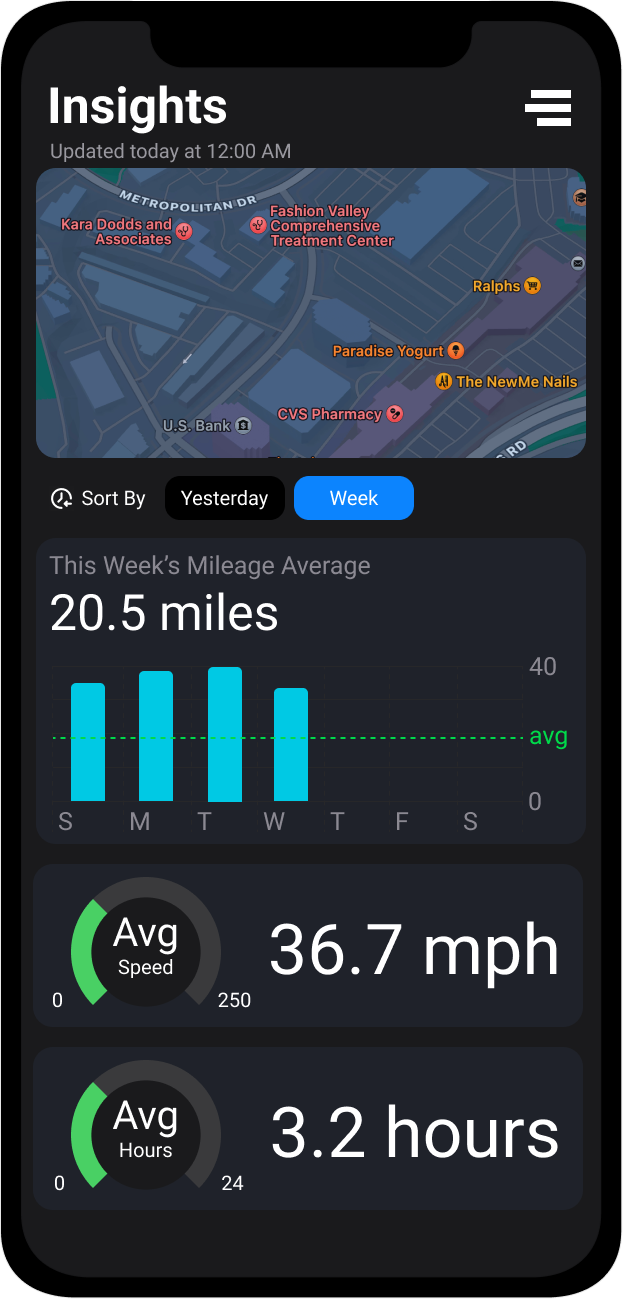 Insights
Updated today at 12:00 AM
METROPOLITAN DR
Kara Dodds and
Associates
Fashion Valley
Comprehensive
Treatment Center
Ralphs
Paradise Yogurt
The NewMe Nails
CVS Pharmacy
U.S. Bank
RD
Sort By
Yesterday
Week
This Week’s Mileage Average
20.5 miles
40
avg
0
S M T W T F S
Avg
Speed
0
250
36.7 mph
Avg
Hours
0
24
3.2 hours